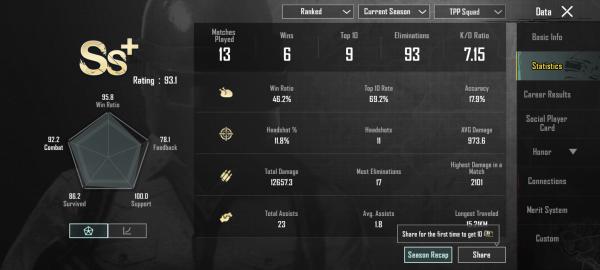 Ranked
Current Season
TPP Squad
Data
Ss+
Rating : 93.1
95.8
Win Ratio
92.2
Combat
78.1
Feedback
86.2
Survived
100.0
Support
Matches Played
13
Wins
6
Top 10
9
Eliminations
93
K/D Ratio
7.15
Win Ratio
46.2%
Top 10 Rate
69.2%
Accuracy
17.9%
Headshot %
11.8%
Headshots
11
AVG Damage
973.6
Total Damage
12657.3
Most Eliminations
17
Highest Damage in a Match
2101
Total Assists
23
Avg. Assists
1.8
Longest Traveled
Share for the first time to get 10
Season Recap
Share
Basic Info
Statistics
Career Results
Social Player Card
Honor
Connections
Merit System
Custom